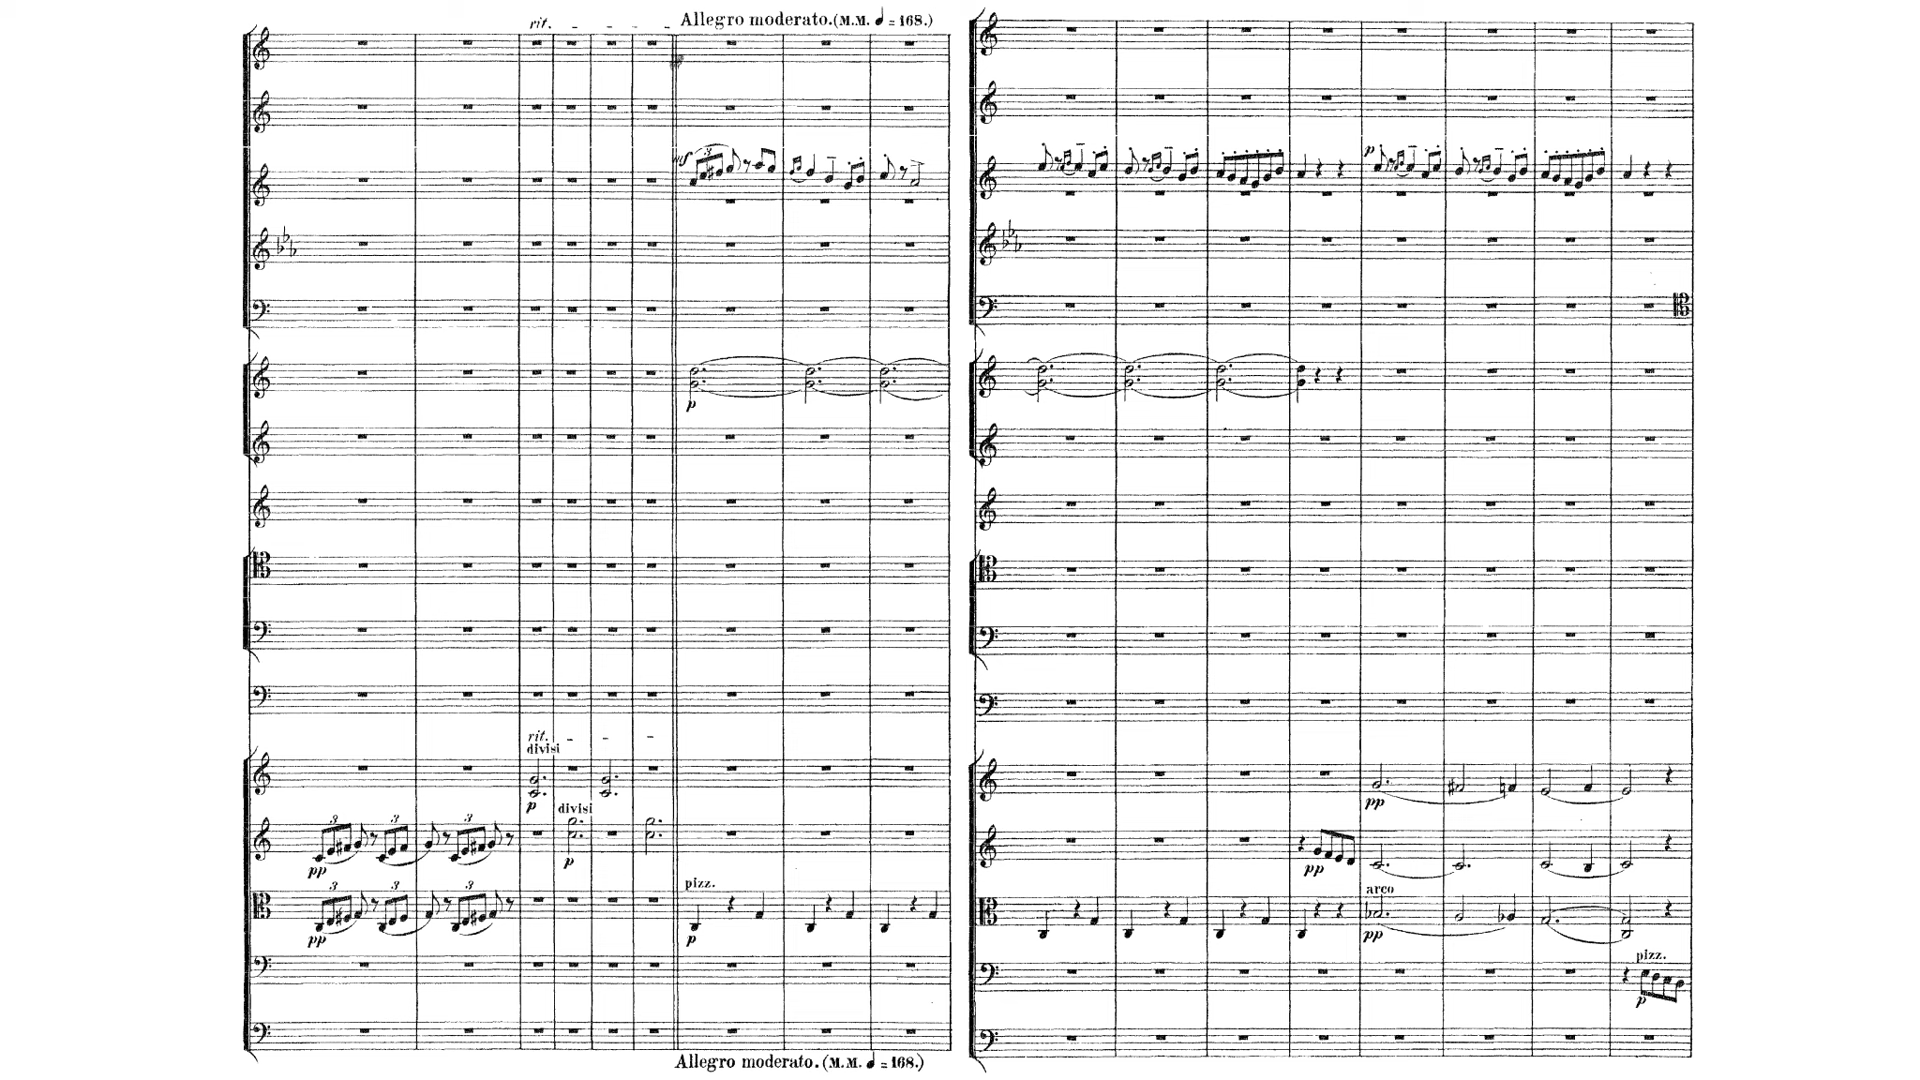 rit. - - - - Allegro moderato. (M.M. ♩ = 168.)
mf 3
p
p
rit. - - -
divisi
p
divisi
p
3 3 3
pp
3 3 3
pp
pizz.
p
Allegro moderato. (M.M. ♩ = 168.)
p
pp
pp
arco
pp
pizz.
p